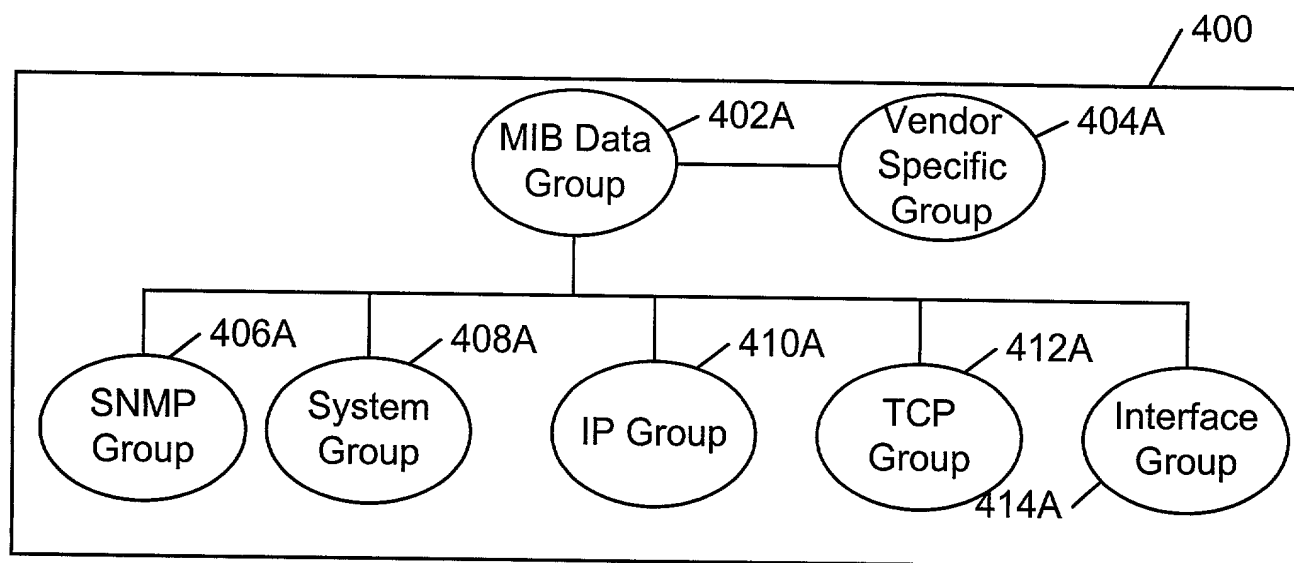 400
MIB Data
Group
402A
Vendor
Specific
Group
404A
406A
408A
410A
412A
SNMP
Group
System
Group
IP Group
TCP
Group
Interface
Group
414A